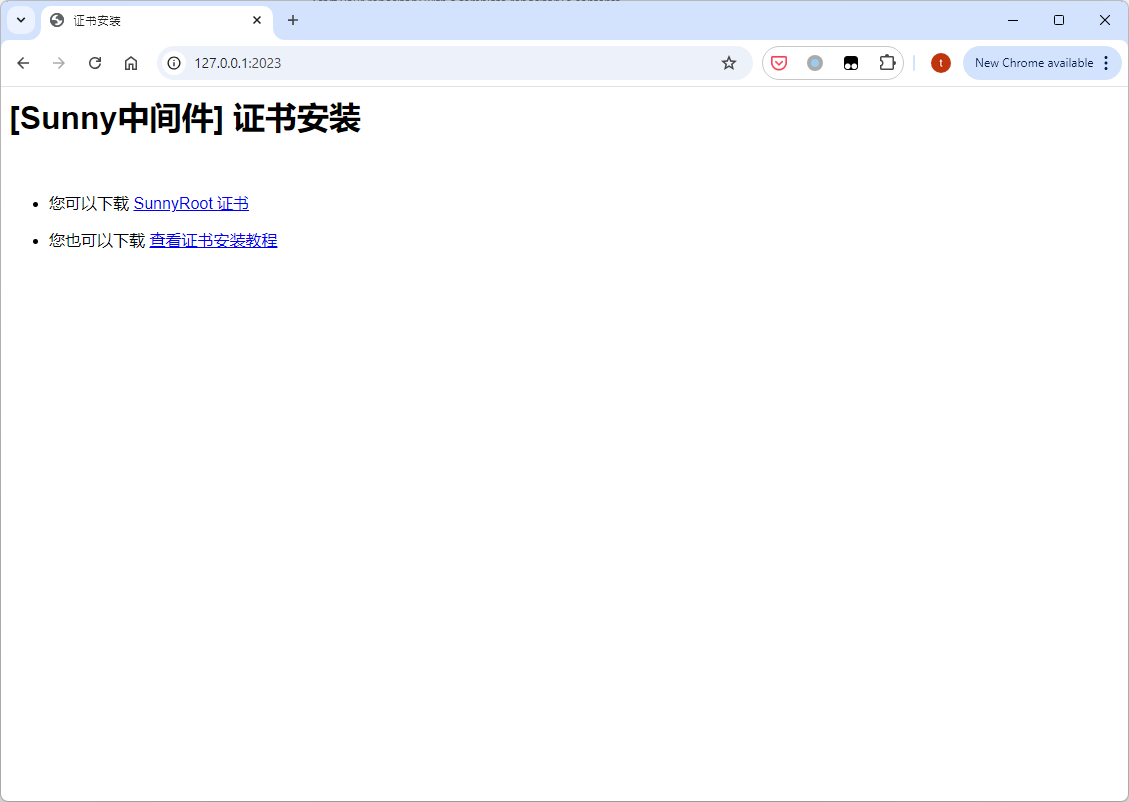 证书安装
127.0.0.1:2023
t
New Chrome available
[Sunny中间件] 证书安装
您可以下载 SunnyRoot 证书
您也可以下载 查看证书安装教程